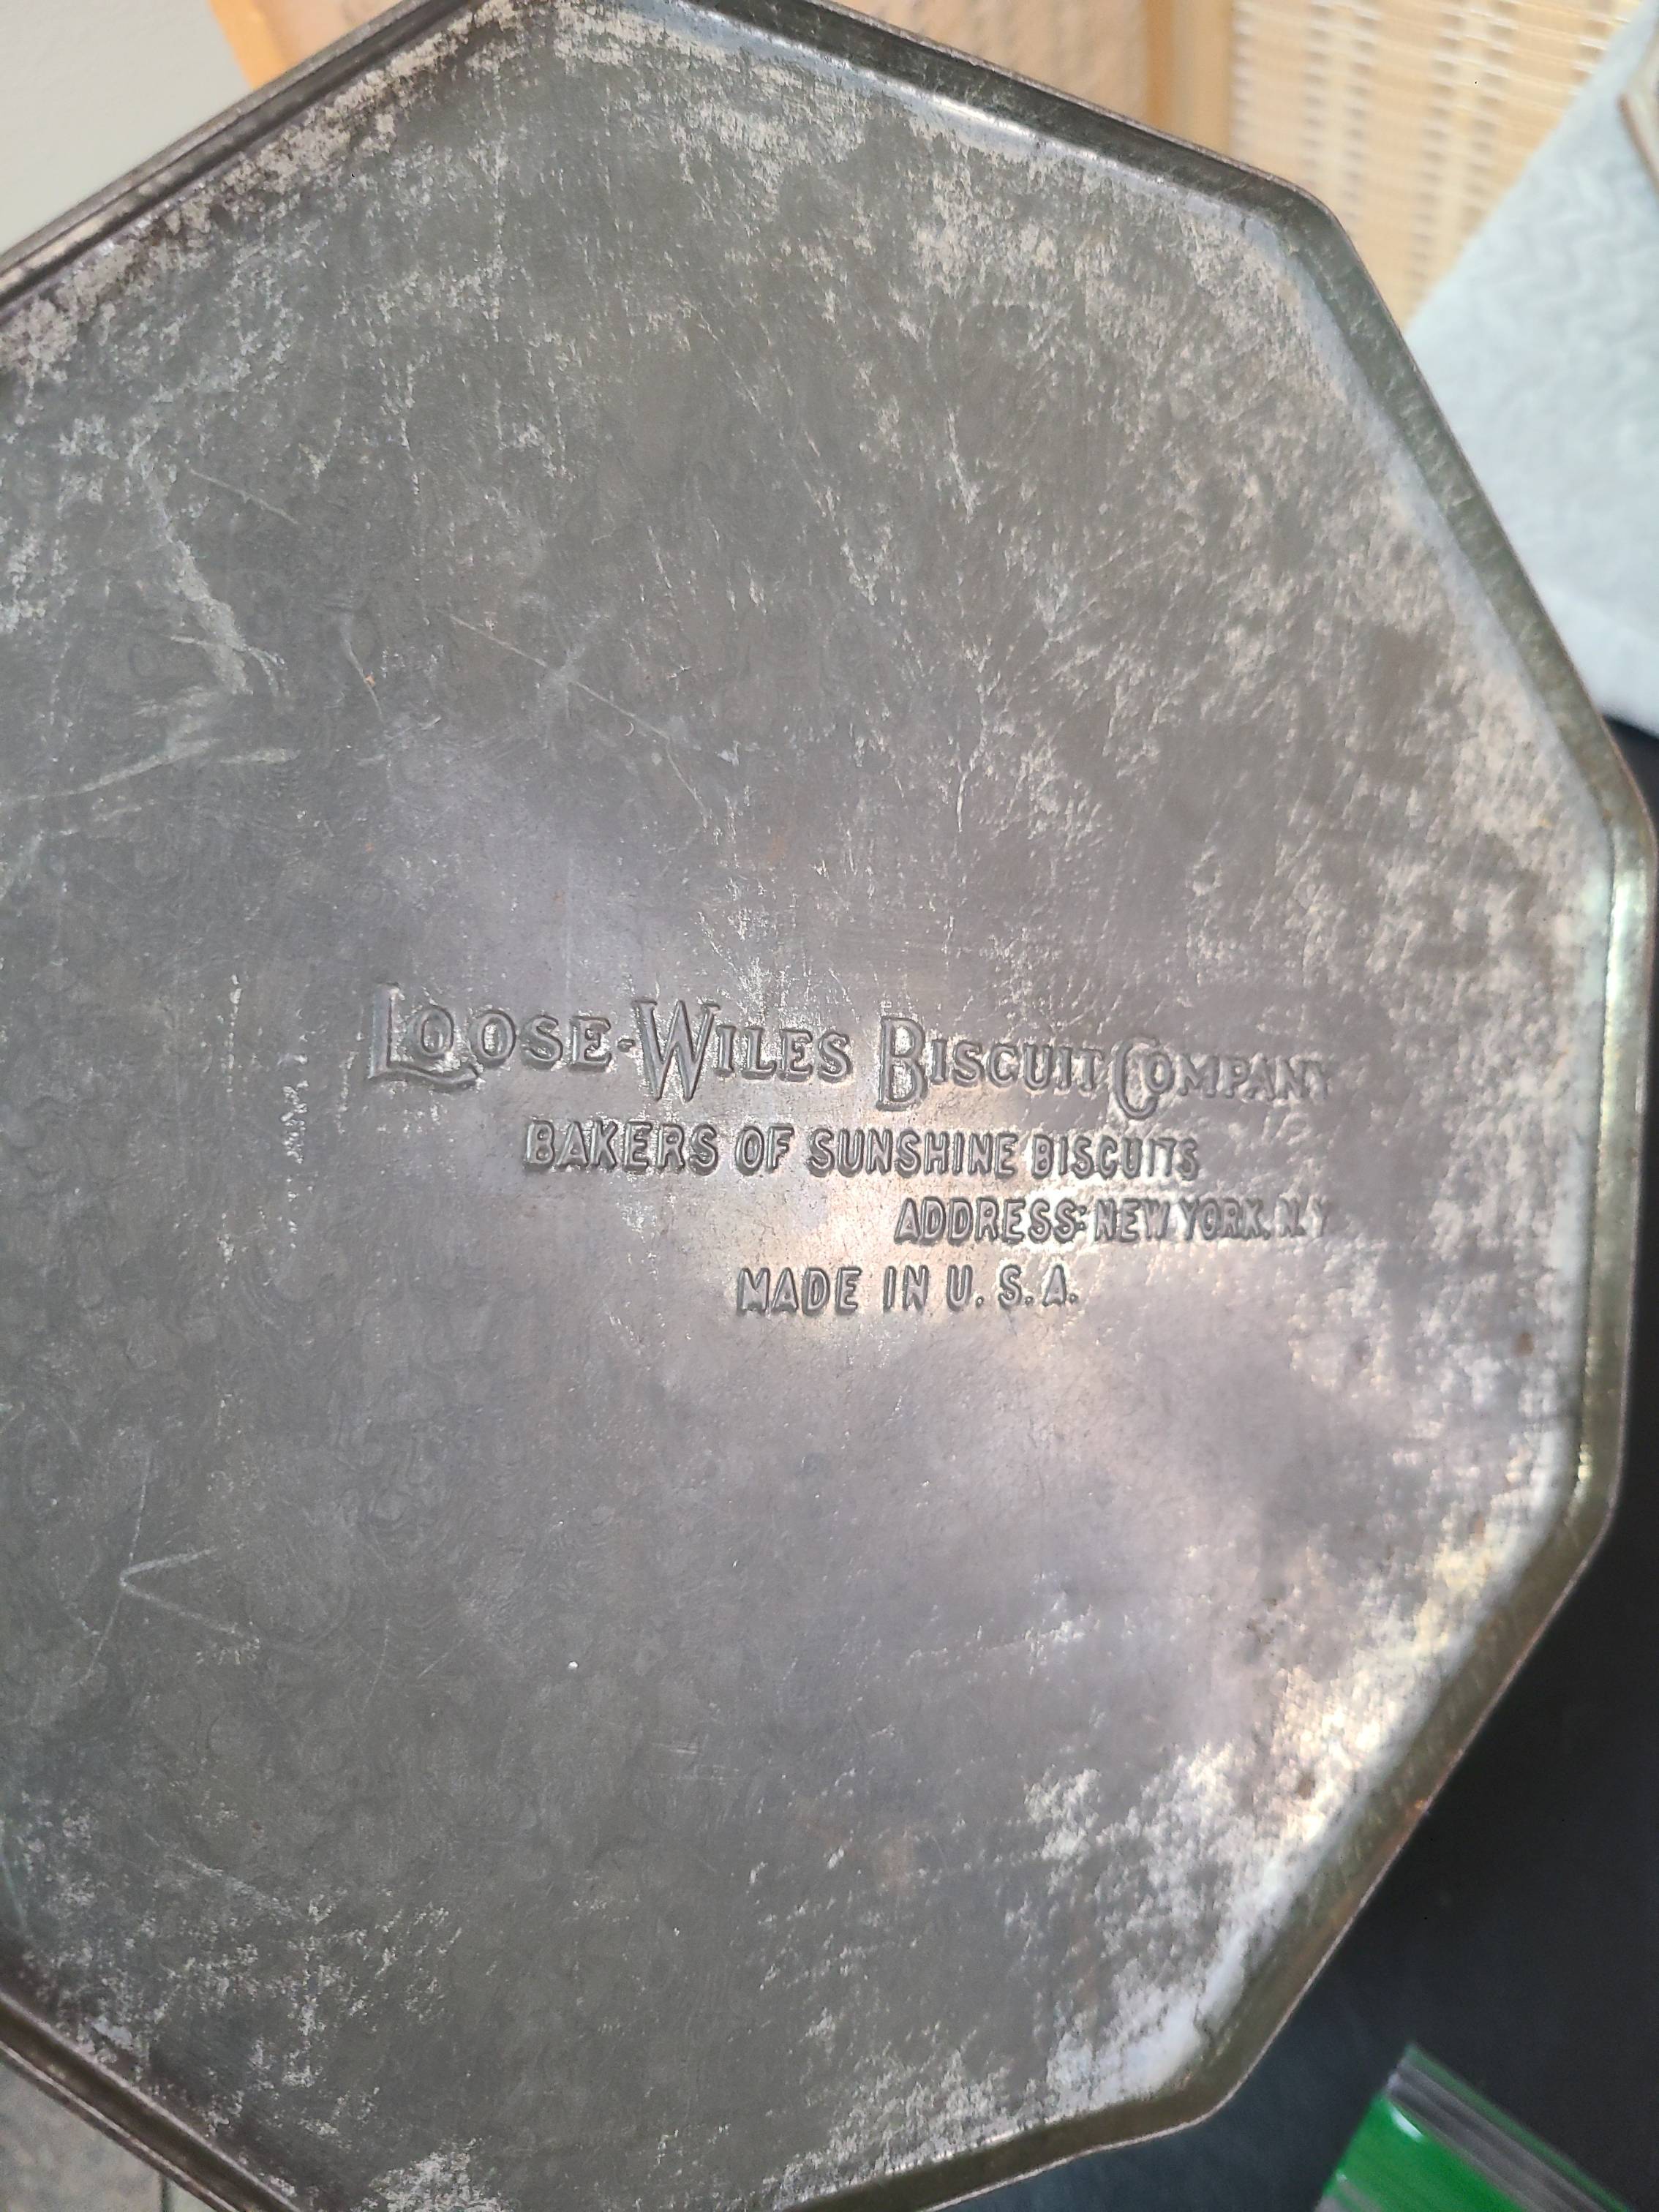 LOOSE-WILES BISCUIT COMPANY
BAKERS OF SUNSHINE BISCUITS
ADDRESS: NEW YORK, N.Y
MADE IN U.S.A.